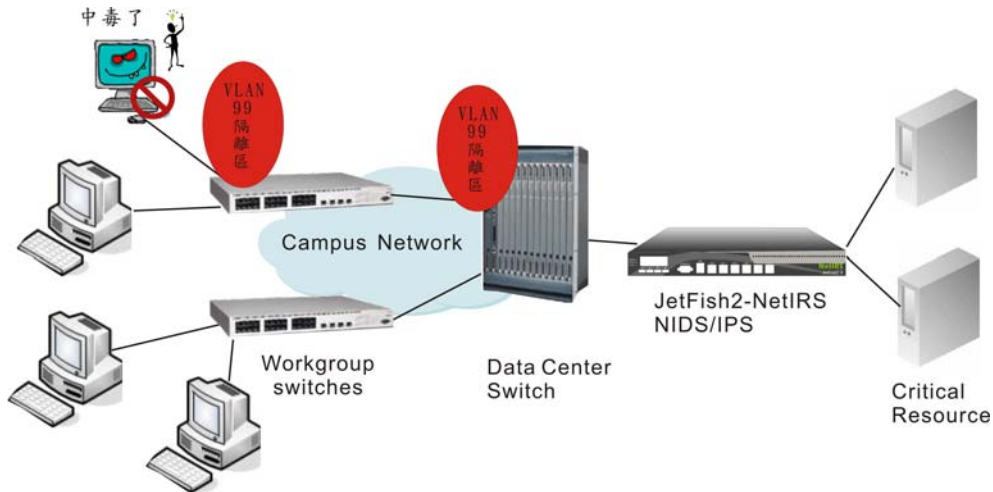 中毒了
VLAN
99
隔
離
區
VLAN
99
隔
離
區
Campus Network
Workgroup
switches
Data Center
Switch
NetIRS
JetFish2-NetIRS
NIDS/IPS
Critical
Resource